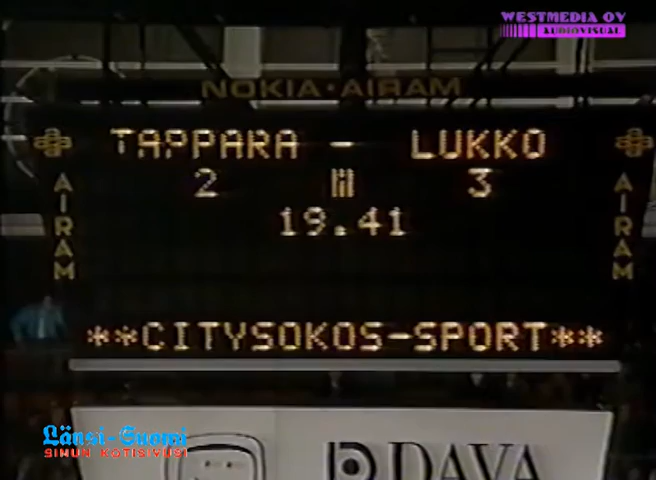 WESTMEDIA OY
AUDIOVISUAL
NOKIA·AIRAM
TAPPARA - LUKKO
2 III 3
19.41
AIRAM
AIRAM
**CITYSOKOS-SPORT**
Länsi-Suomi
SINUN KOTISIVUSI
DAVA